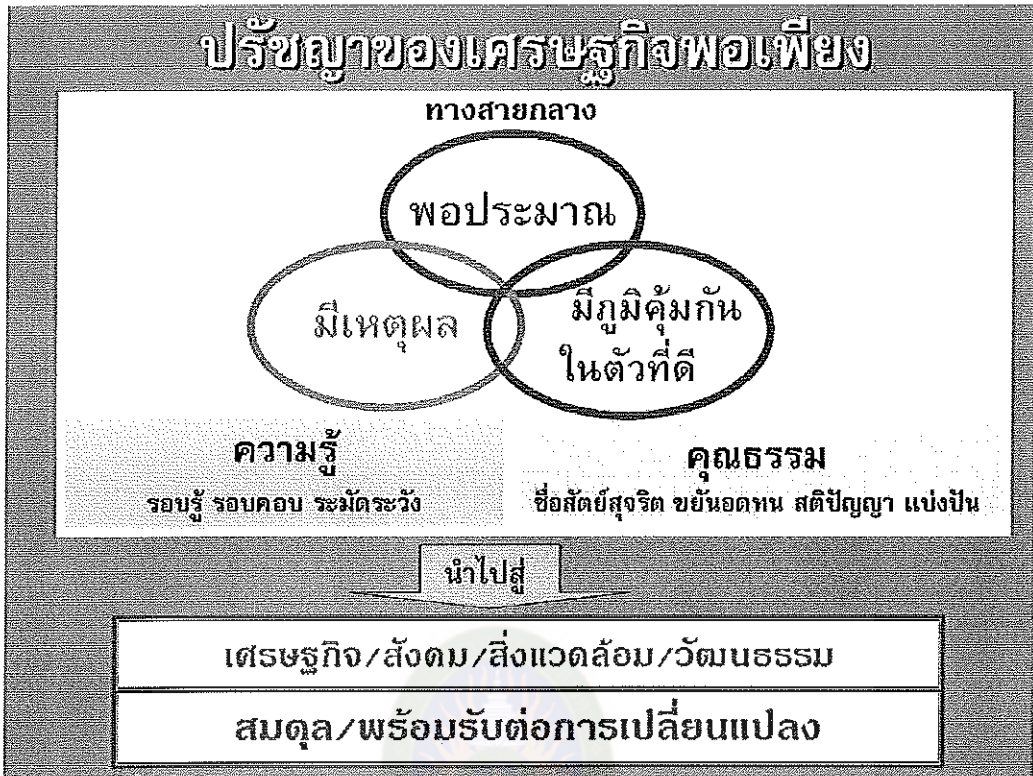 ปรัชญาของเศรษฐกิจพอเพียง
ทางสายกลาง
พอประมาณ
มีเหตุผล
มีภูมิคุ้มกัน
ในตัวที่ดี
ความรู้
รอบรู้ รอบคอบ ระมัดระวัง
คุณธรรม
ซื่อสัตย์สุจริต ขยันอดทน สติปัญญา แบ่งปัน
นำไปสู่
เศรษฐกิจ/สังคม/สิ่งแวดล้อม/วัฒนธรรม
สมดุล/พร้อมรับต่อการเปลี่ยนแปลง